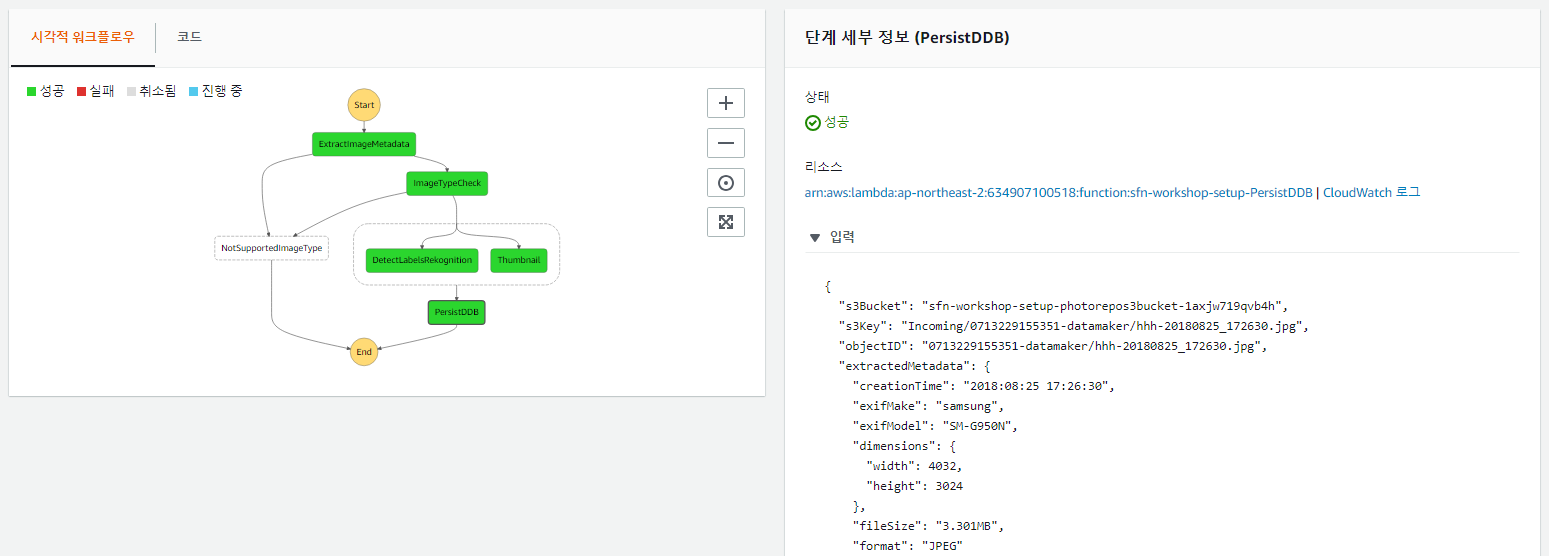 시각적 워크플로우
코드
성공
실패
취소됨
진행 중
Start
ExtractImageMetadata
ImageTypeCheck
NotSupportedImageType
DetectLabelsRekognition
Thumbnail
PersistDDB
End
단계 세부 정보 (PersistDDB)
상태
성공
리소스
arn:aws:lambda:ap-northeast-2:634907100518:function:sfn-workshop-setup-PersistDDB | CloudWatch 로그
입력
{
"s3Bucket": "sfn-workshop-setup-photorepos3bucket-1axjw719qvb4h",
"s3Key": "Incoming/0713229155351-datamaker/hhh-20180825_172630.jpg",
"objectID": "0713229155351-datamaker/hhh-20180825_172630.jpg",
"extractedMetadata": {
"creationTime": "2018:08:25 17:26:30",
"exifMake": "samsung",
"exifModel": "SM-G950N",
"dimensions": {
"width": 4032,
"height": 3024
},
"fileSize": "3.301MB",
"format": "JPEG"